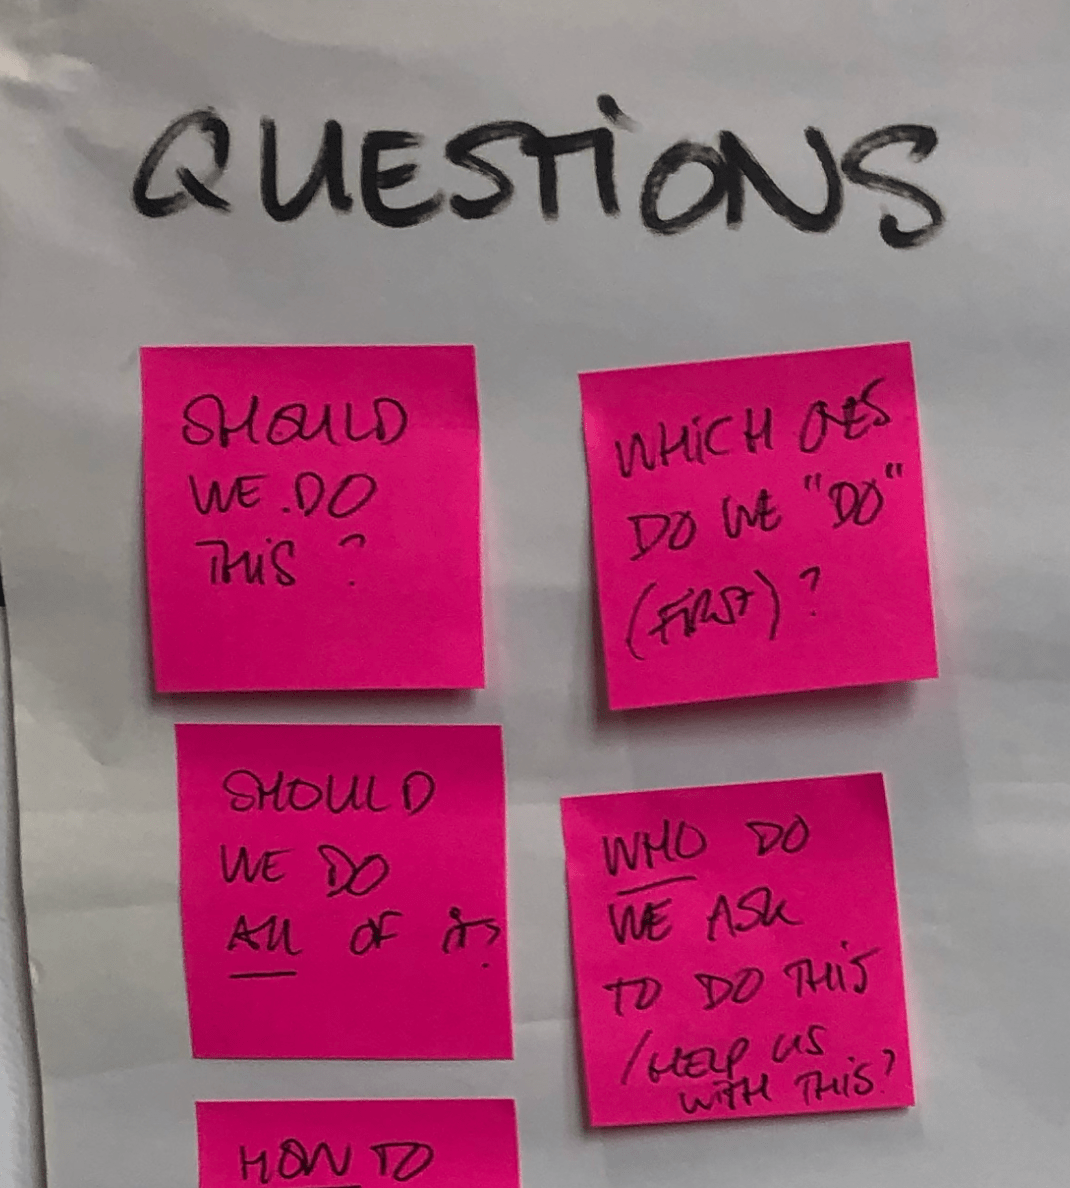 QUESTIONS
SHOULD
WE DO
THIS ?
WHICH OES
DO WE "DO"
(FIRST) ?
SHOULD
WE DO
ALL OF it?
WHO DO
WE ASK
TO DO THIS
/HELP US
WITH THIS?
HOW TO